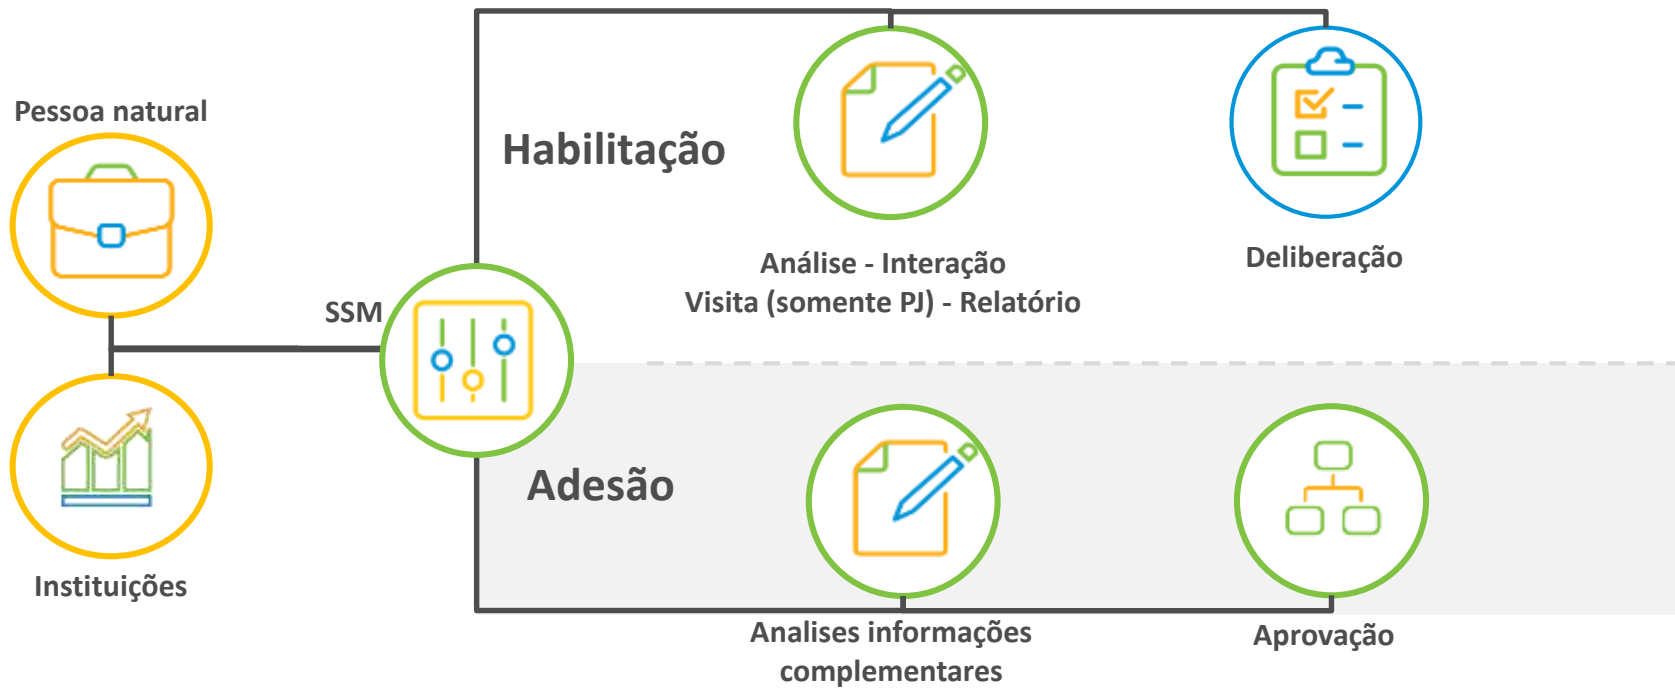 Pessoa natural
Instituições
SSM
Habilitação
Análise - Interação
Visita (somente PJ) - Relatório
Deliberação
Adesão
Analises informações
complementares
Aprovação